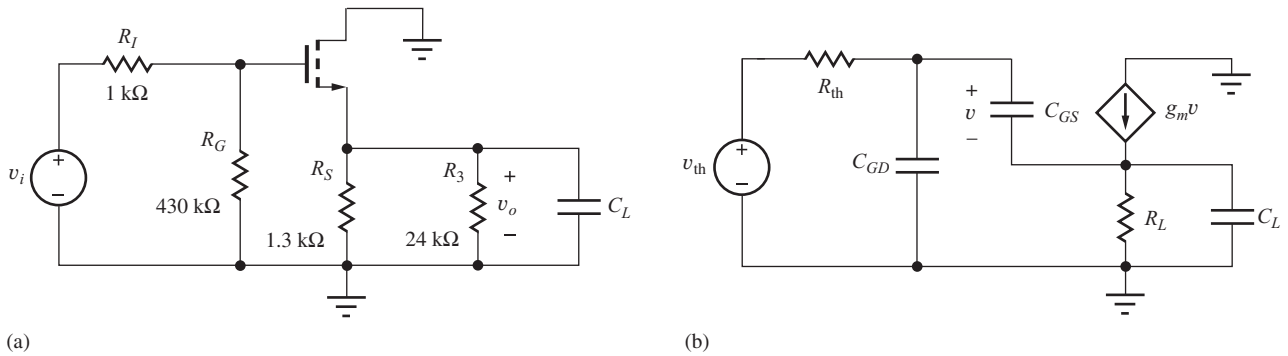 R_I
1 kΩ
R_G
430 kΩ
v_i
+
−
R_S
1.3 kΩ
R_3
24 kΩ
+
v_o
−
C_L
(a)
R_th
v_th
+
−
C_GD
+
v
−
C_GS
g_m v
R_L
C_L
(b)